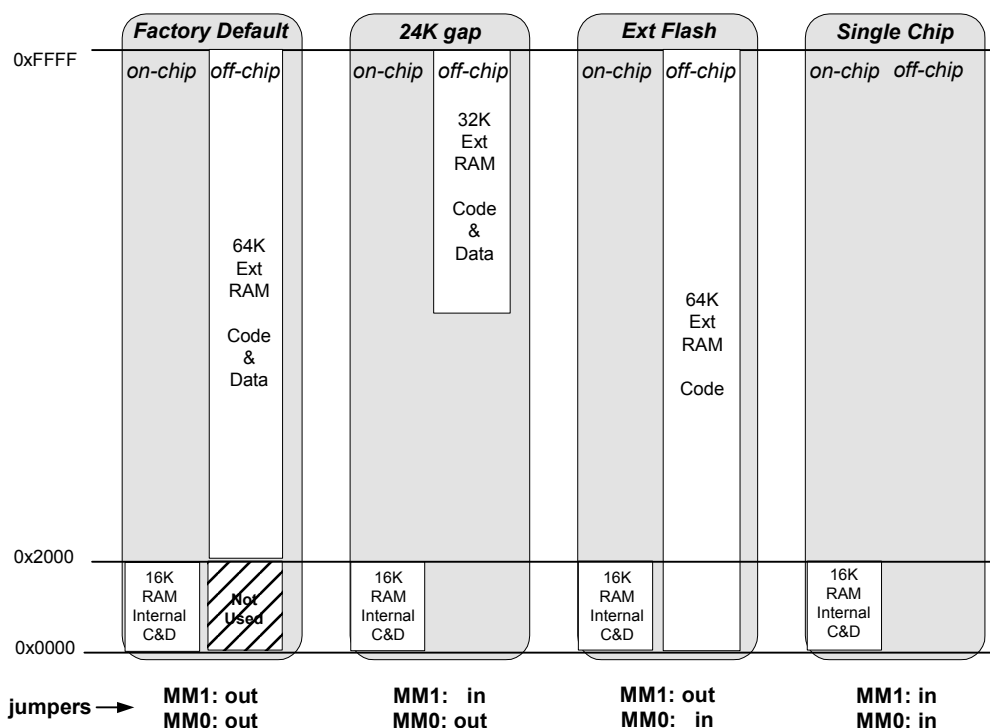 Factory Default
24K gap
Ext Flash
Single Chip
0xFFFF
on-chip off-chip
on-chip off-chip
on-chip off-chip
on-chip off-chip
64K
Ext
RAM
Code
&
Data
32K
Ext
RAM
Code
&
Data
64K
Ext
RAM
Code
0x2000
16K
RAM
Internal
C&D
Not
Used
16K
RAM
Internal
C&D
16K
RAM
Internal
C&D
16K
RAM
Internal
C&D
0x0000
jumpers
MM1: out
MM0: out
MM1: in
MM0: out
MM1: out
MM0: in
MM1: in
MM0: in